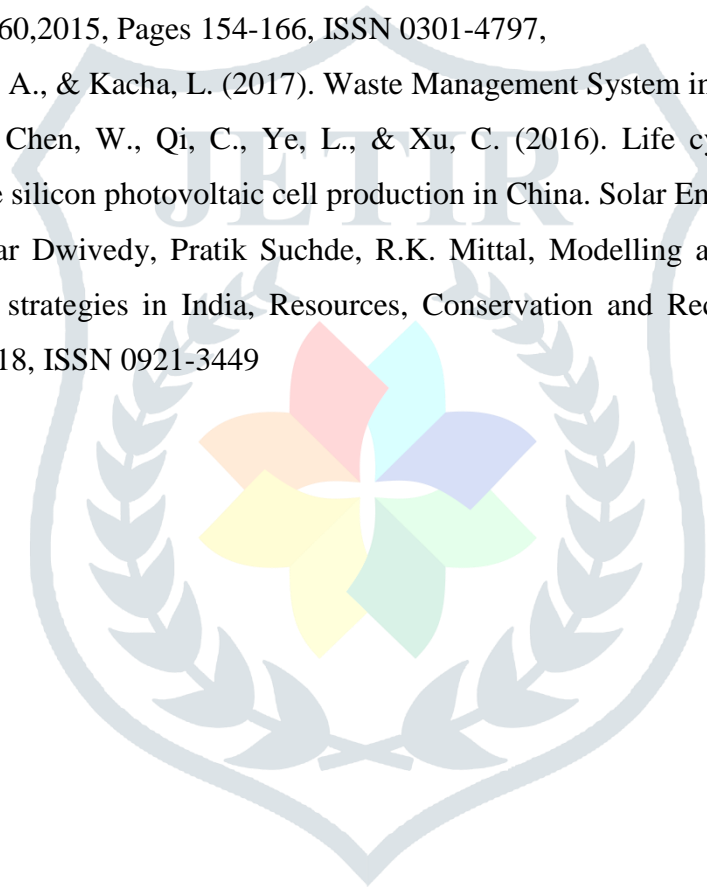 60,2015, Pages 154-166, ISSN 0301-4797,
A., & Kacha, L. (2017). Waste Management System in
Chen, W., Qi, C., Ye, L., & Xu, C. (2016). Life cy
silicon photovoltaic cell production in China. Solar En
ar Dwivedy, Pratik Suchde, R.K. Mittal, Modelling a
strategies in India, Resources, Conservation and Rec
18, ISSN 0921-3449
JETIR